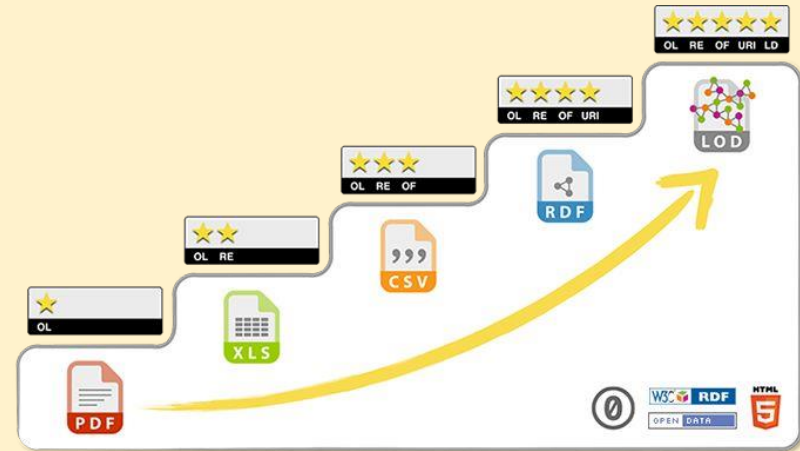 OL RE OF URI LD
OL RE OF URI
LOD
OL RE OF
RDF
OL RE
,,,
CSV
OL
XLS
PDF
0
W3C RDF
HTML
5
OPEN DATA